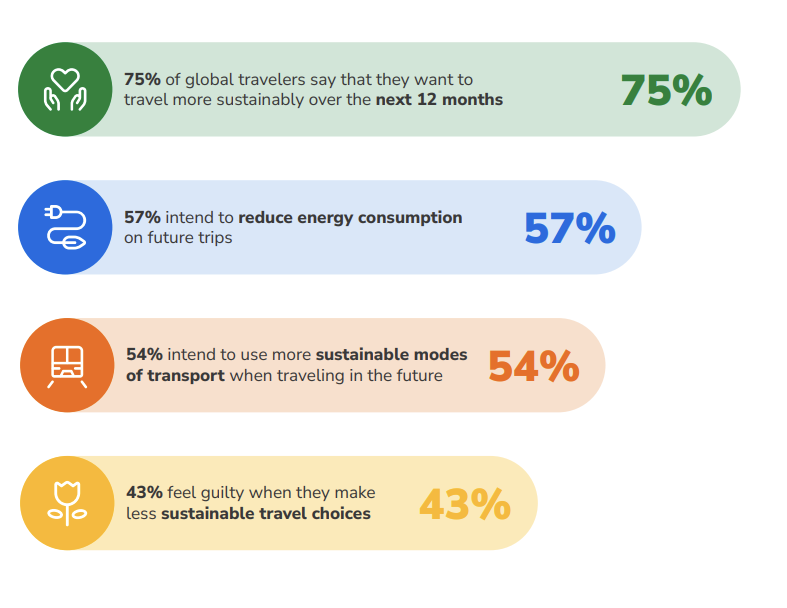 75% of global travelers say that they want to
travel more sustainably over the next 12 months
75%
57% intend to reduce energy consumption
on future trips
57%
54% intend to use more sustainable modes
of transport when traveling in the future
54%
43% feel guilty when they make
less sustainable travel choices
43%